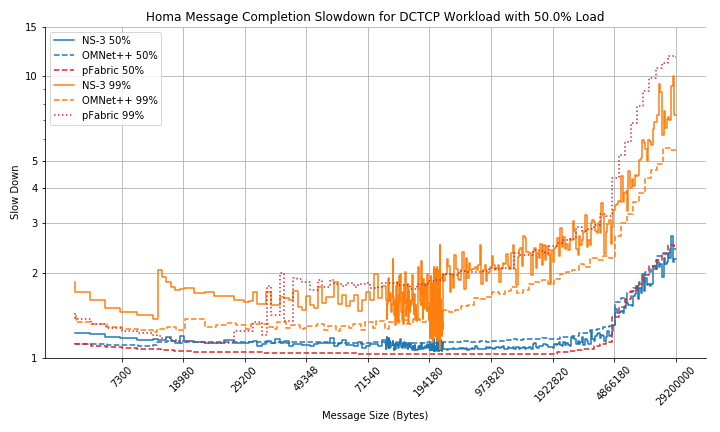 Homa Message Completion Slowdown for DCTCP Workload with 50.0% Load
NS-3 50%
OMNet++ 50%
pFabric 50%
NS-3 99%
OMNet++ 99%
pFabric 99%
15
10
5
4
3
2
1
Slow Down
7300
18980
29200
49348
71540
194180
973820
1922820
4866180
29200000
Message Size (Bytes)